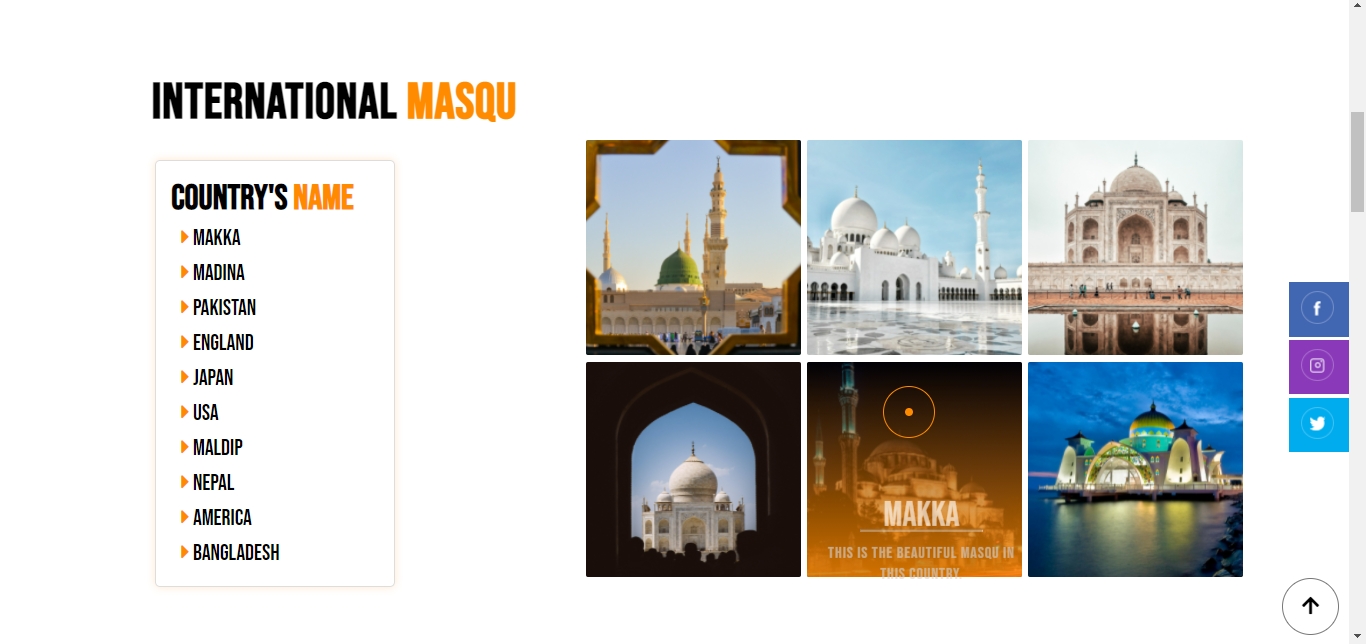 INTERNATIONAL MASQU
COUNTRY'S NAME
MAKKA
MADINA
PAKISTAN
ENGLAND
JAPAN
USA
MALDIP
NEPAL
AMERICA
BANGLADESH
MAKKA
THIS IS THE BEAUTIFUL MASQU IN
THIS COUNTRY.